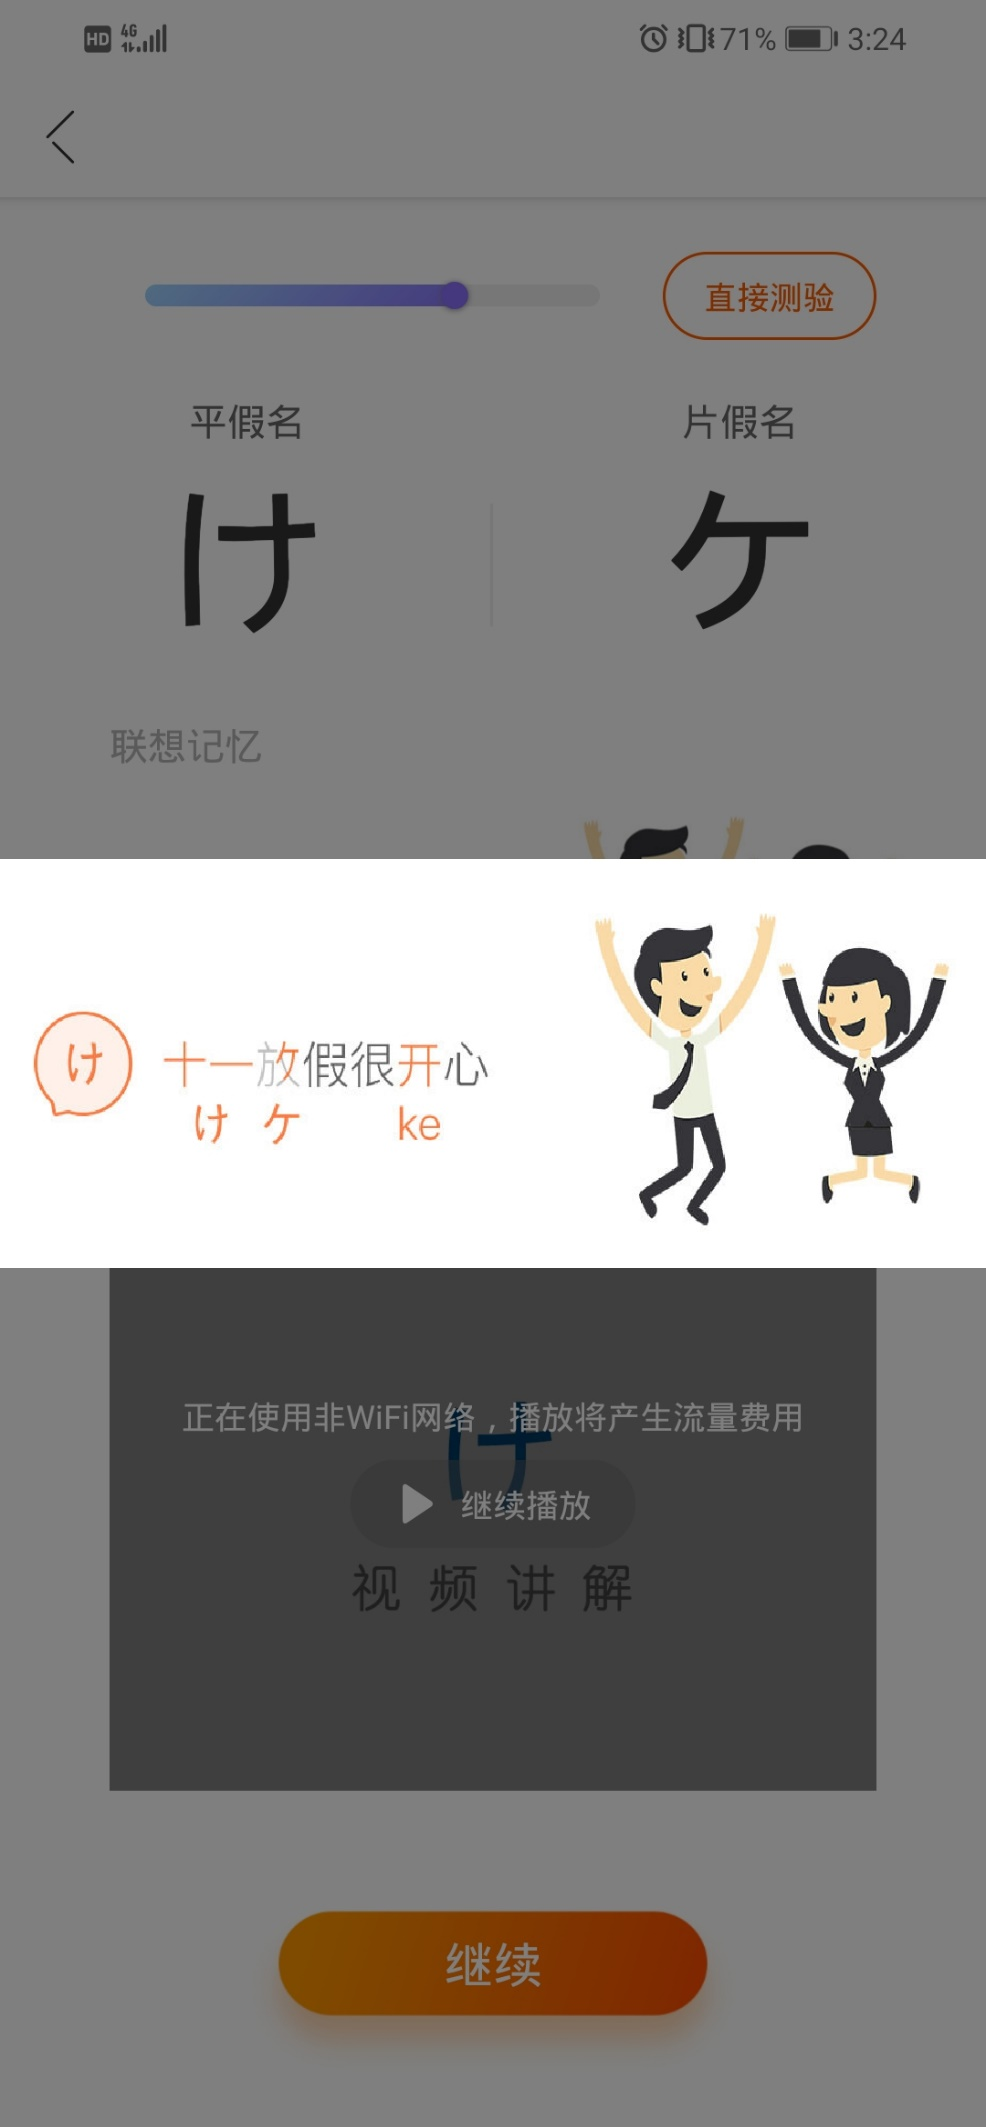 HD 4G 71% 3:24
直接测验
平假名 片假名
け ケ
联想记忆
け 十一放假很开心
け ケ ke
正在使用非WiFi网络，播放将产生流量费用
け
继续播放
视频讲解
继续